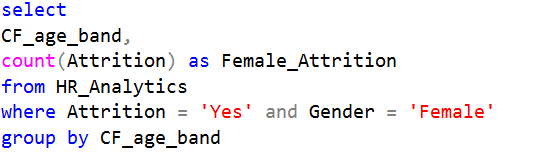 select
CF_age_band,
count(Attrition) as Female_Attrition
from HR_Analytics
where Attrition = 'Yes' and Gender = 'Female'
group by CF_age_band